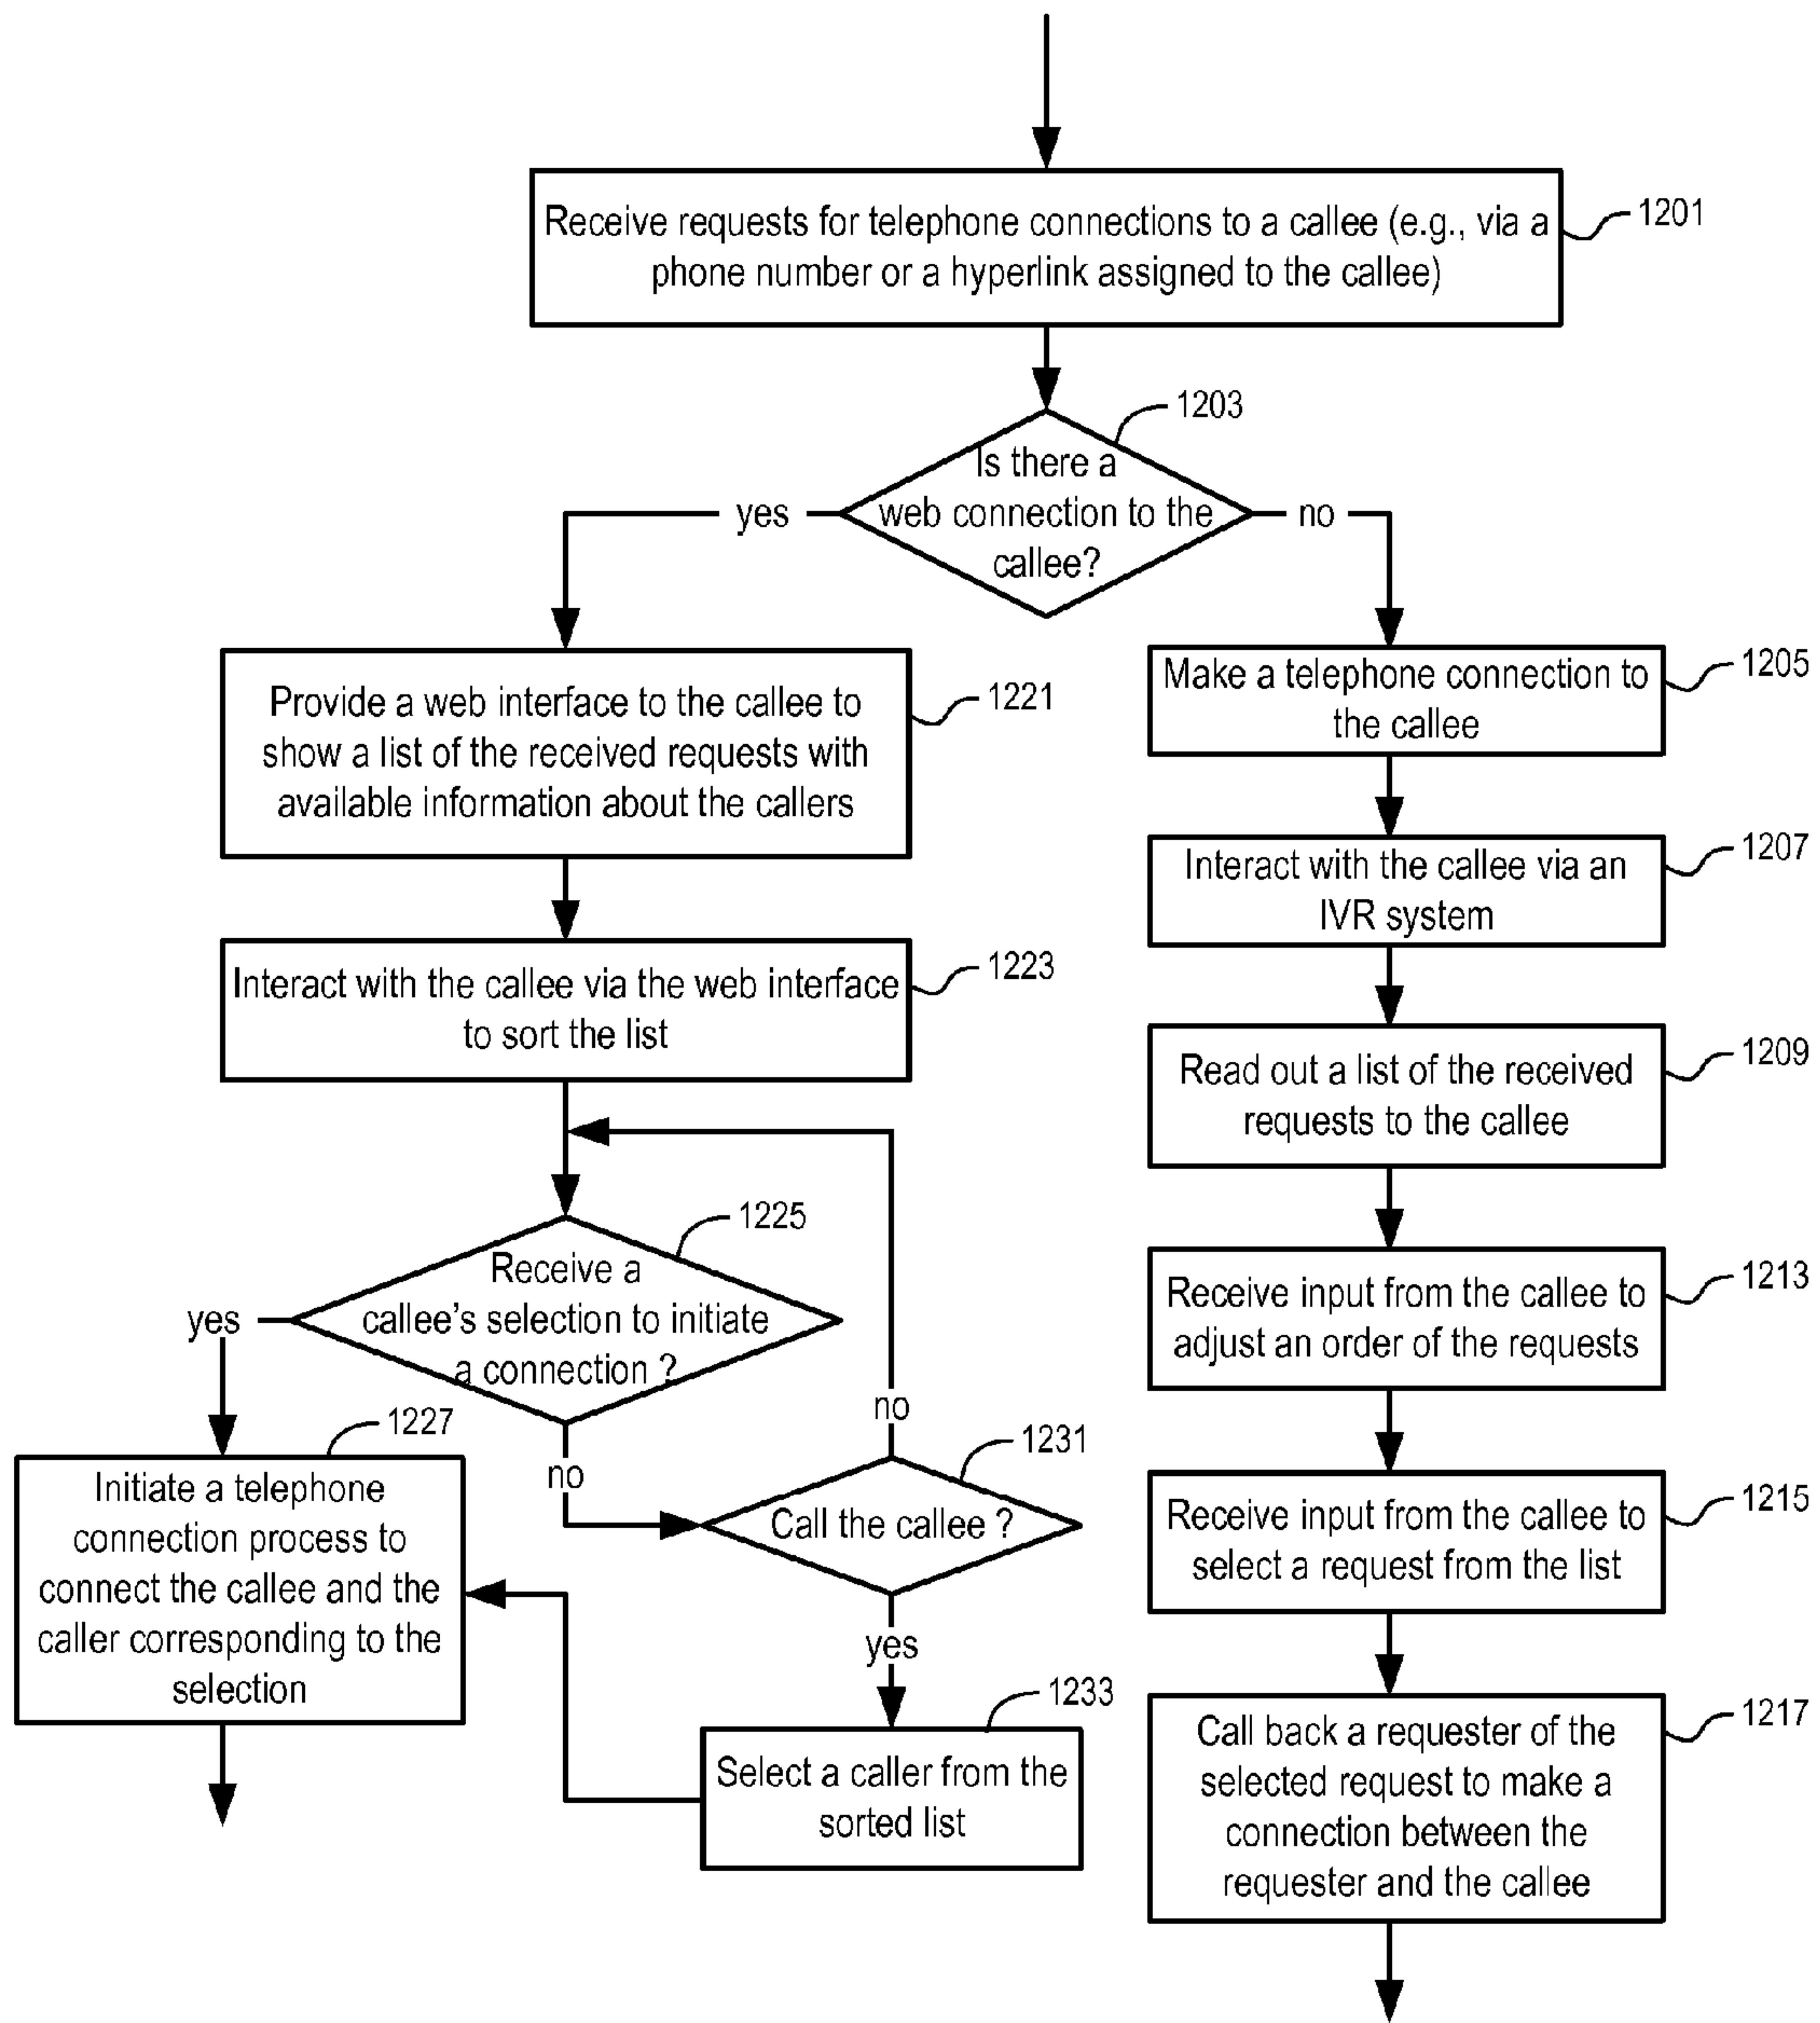 Receive requests for telephone connections to a callee (e.g., via a
phone number or a hyperlink assigned to the callee)
1201
1203
Is there a
web connection to the
callee?
yes
no
Provide a web interface to the callee to
show a list of the received requests with
available information about the callers
1221
Interact with the callee via the web interface
to sort the list
1223
1225
Receive a
callee's selection to initiate
a connection ?
yes
no
1227
Initiate a telephone
connection process to
connect the callee and the
caller corresponding to the
selection
no
1231
Call the callee ?
yes
1233
Select a caller from the
sorted list
Make a telephone connection to
the callee
1205
Interact with the callee via an
IVR system
1207
Read out a list of the received
requests to the callee
1209
Receive input from the callee to
adjust an order of the requests
1213
Receive input from the callee to
select a request from the list
1215
Call back a requester of the
selected request to make a
connection between the
requester and the callee
1217